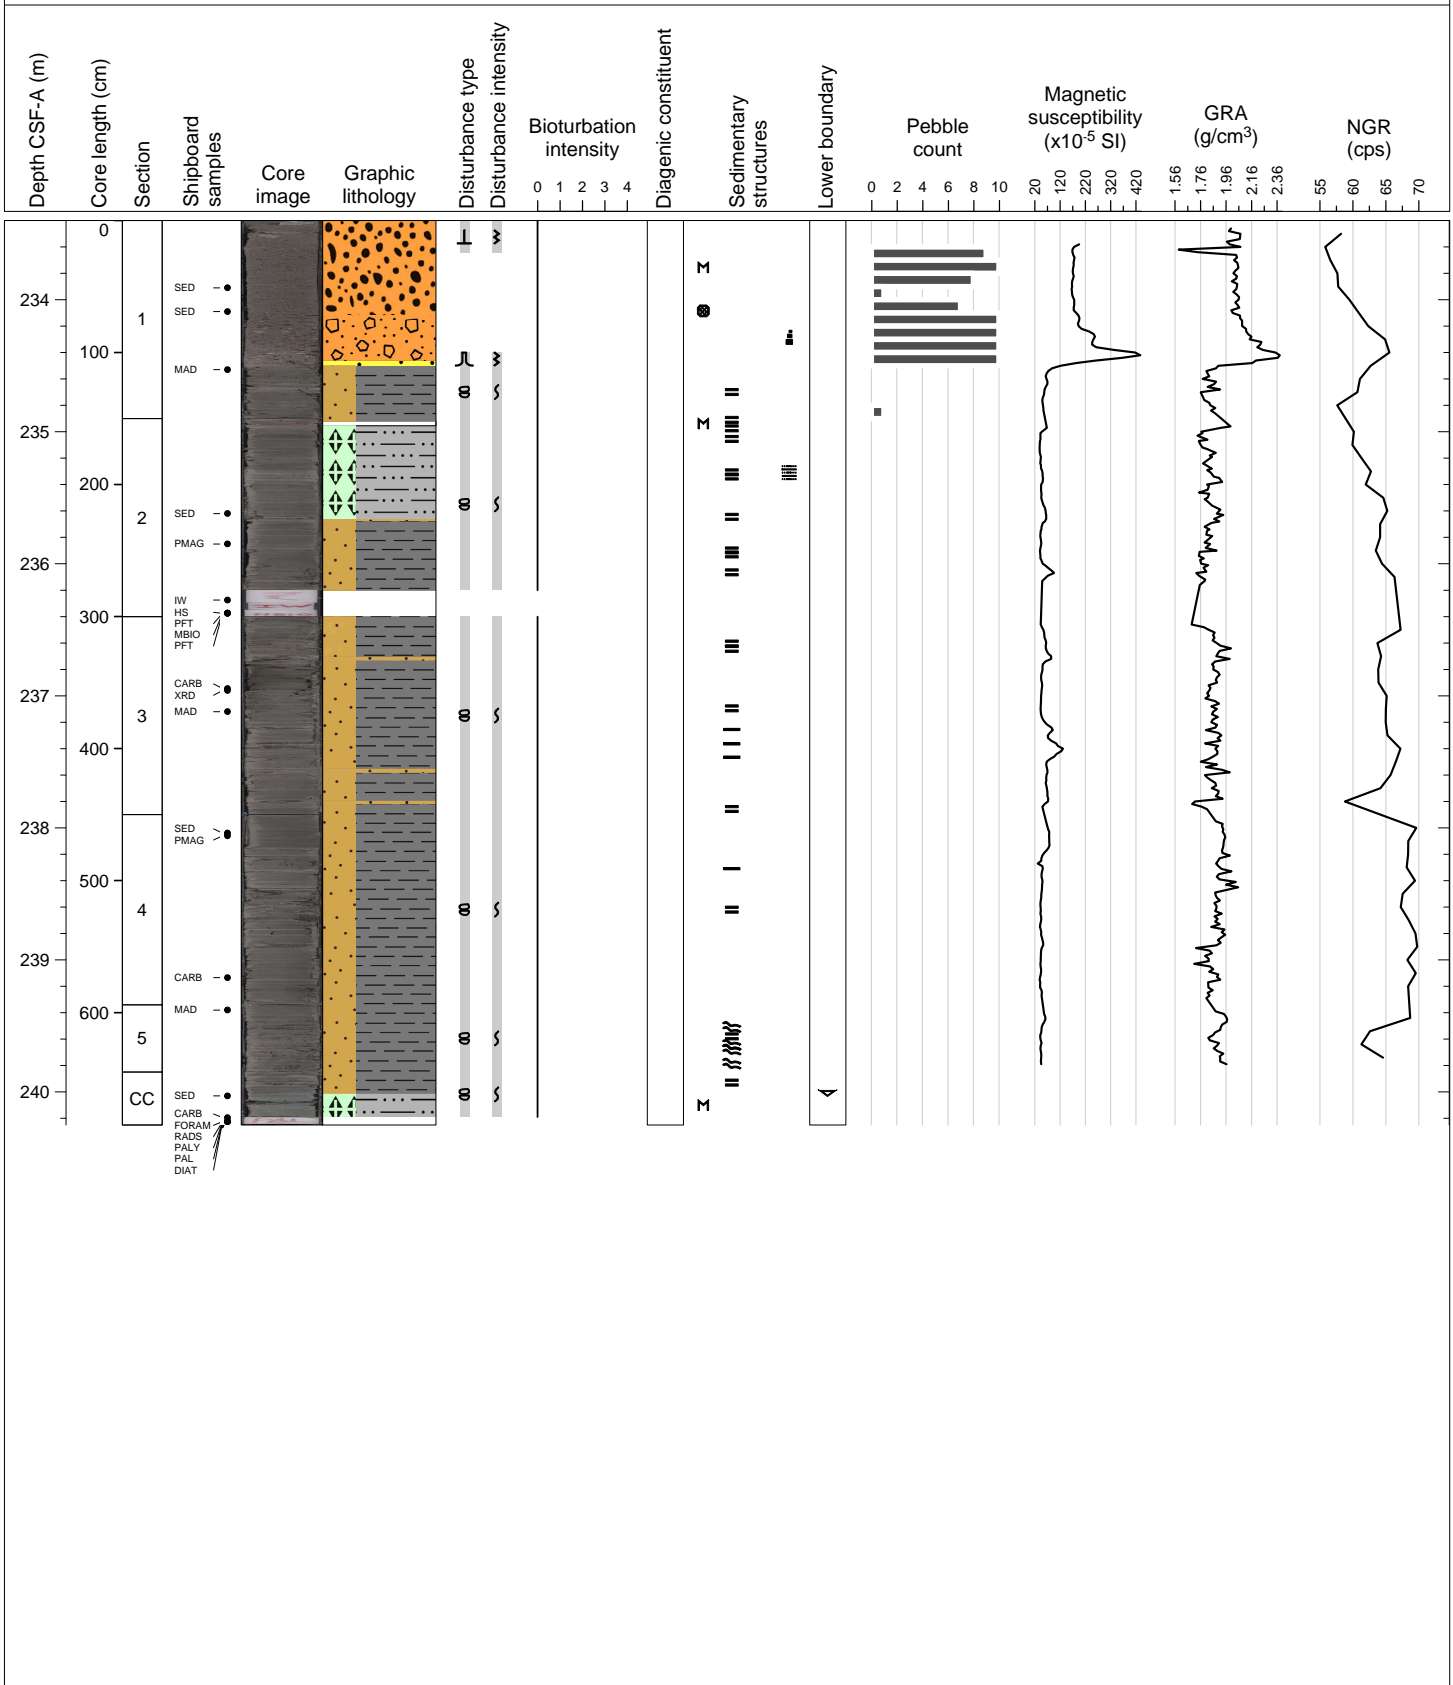 Depth CSF-A (m)
Core length (cm)
Section
Shipboard
samples
Core
image
Graphic
lithology
Disturbance type
Disturbance intensity
Bioturbation
intensity
0 1 2 3 4
Diagenic constituent
Sedimentary
structures
Lower boundary
Pebble
count
0 2 4 6 8 10
Magnetic
susceptibility
(x10-5 SI)
20 120 220 320 420
GRA
(g/cm3)
1.56 1.76 1.96 2.16 2.36
NGR
(cps)
55 60 65 70
0
SED
M
234
SED
1
100
MAD
M
235
200
2
SED
PMAG
236
IW
HS
300
PFT
MBIO
PFT
CARB
XRD
237
MAD
3
400
SED
238
PMAG
500
4
239
CARB
MAD
600
5
240
SED
CC
M
CARB
FORAM
RADS
PALY
PAL
DIAT